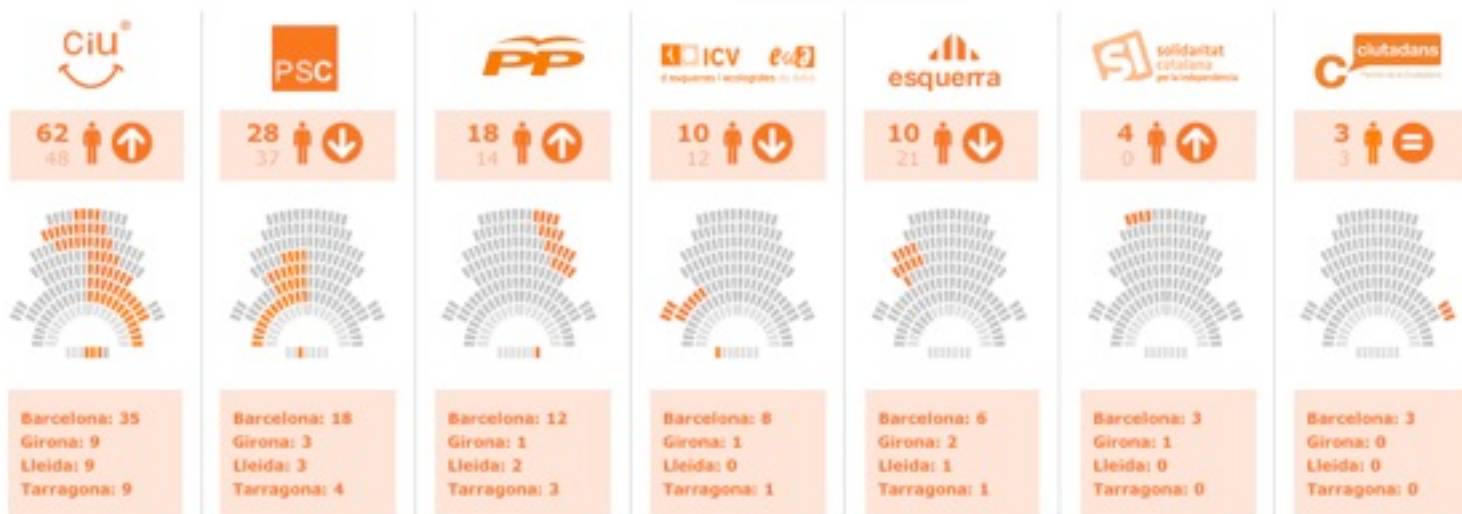 ciu
PSC
PP
ICV euia
d'esquerres i ecologistes
esquerra
SI solidaritat
catalana
per la independència
C ciutadans
62
48
28
37
18
14
10
12
10
21
4
0
3
3
Barcelona: 35
Girona: 9
Lleida: 9
Tarragona: 9
Barcelona: 18
Girona: 3
Lleida: 3
Tarragona: 4
Barcelona: 12
Girona: 1
Lleida: 2
Tarragona: 3
Barcelona: 8
Girona: 1
Lleida: 0
Tarragona: 1
Barcelona: 6
Girona: 2
Lleida: 1
Tarragona: 1
Barcelona: 3
Girona: 1
Lleida: 0
Tarragona: 0
Barcelona: 3
Girona: 0
Lleida: 0
Tarragona: 0